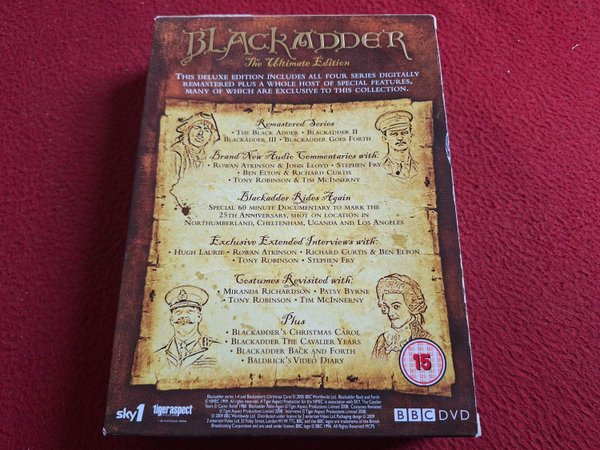 BLACKADDER
The Ultimate Edition
THIS DELUXE EDITION INCLUDES ALL FOUR SERIES DIGITALLY
REMASTERED PLUS A WHOLE HOST OF SPECIAL FEATURES,
MANY OF WHICH ARE EXCLUSIVE TO THIS COLLECTION.
Remastered Series
• THE BLACK ADDER • BLACKADDER II
BLACKADDER III • BLACKADDER GOES FORTH
Brand New Audio Commentaries with:
• ROWAN ATKINSON & JOHN LLOYD • STEPHEN FRY
• BEN ELTON & RICHARD CURTIS
• TONY ROBINSON & TIM MCINNERNY
Blackadder Rides Again
SPECIAL 60 MINUTE DOCUMENTARY TO MARK THE
25TH ANNIVERSARY, SHOT ON LOCATION IN
NORTHUMBERLAND, CHELTENHAM, UGANDA AND LOS ANGELES
Exclusive Extended Interviews with:
• HUGH LAURIE • ROWAN ATKINSON • RICHARD CURTIS & BEN ELTON
• TONY ROBINSON • STEPHEN FRY
Costumes Revisited with:
• MIRANDA RICHARDSON • PATSY BYRNE
• TONY ROBINSON • TIM MCINNERNY
Plus
• BLACKADDER'S CHRISTMAS CAROL
• BLACKADDER THE CAVALIER YEARS
• BLACKADDER BACK AND FORTH
• BALDRICK'S VIDEO DIARY
15
sky1
tigeraspect
BBC DVD